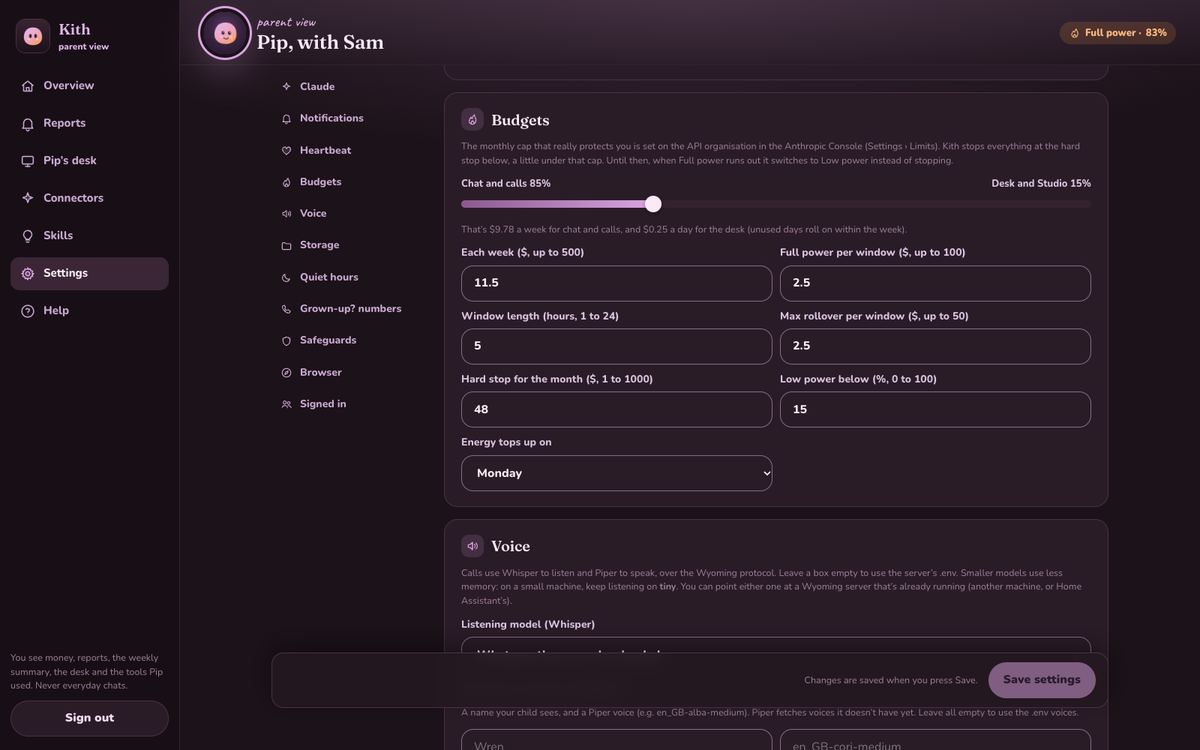 Kith
parent view
Overview
Reports
Pip's desk
Connectors
Skills
Settings
Help
You see money, reports, the weekly
summary, the desk and the tools Pip
used. Never everyday chats.
Sign out
parent view
Pip, with Sam
Full power · 83%
Claude
Notifications
Heartbeat
Budgets
Voice
Storage
Quiet hours
Grown-up? numbers
Safeguards
Browser
Signed in
Budgets
The monthly cap that really protects you is set on the API organisation in the Anthropic Console (Settings › Limits). Kith stops everything at the hard
stop below, a little under that cap. Until then, when Full power runs out it switches to Low power instead of stopping.
Chat and calls 85%
Desk and Studio 15%
That's $9.78 a week for chat and calls, and $0.25 a day for the desk (unused days roll on within the week).
Each week ($, up to 500)
Full power per window ($, up to 100)
11.5
2.5
Window length (hours, 1 to 24)
Max rollover per window ($, up to 50)
5
2.5
Hard stop for the month ($, 1 to 1000)
Low power below (%, 0 to 100)
48
15
Energy tops up on
Monday
Voice
Calls use Whisper to listen and Piper to speak, over the Wyoming protocol. Leave a box empty to use the server's .env. Smaller models use less
memory: on a small machine, keep listening on tiny. You can point either one at a Wyoming server that's already running (another machine, or Home
Assistant's).
Listening model (Whisper)
Changes are saved when you press Save.
Save settings
A name your child sees, and a Piper voice (e.g. en_GB-alba-medium). Piper fetches voices it doesn't have yet. Leave all empty to use the .env voices.
Wren
en_GB-cori-medium